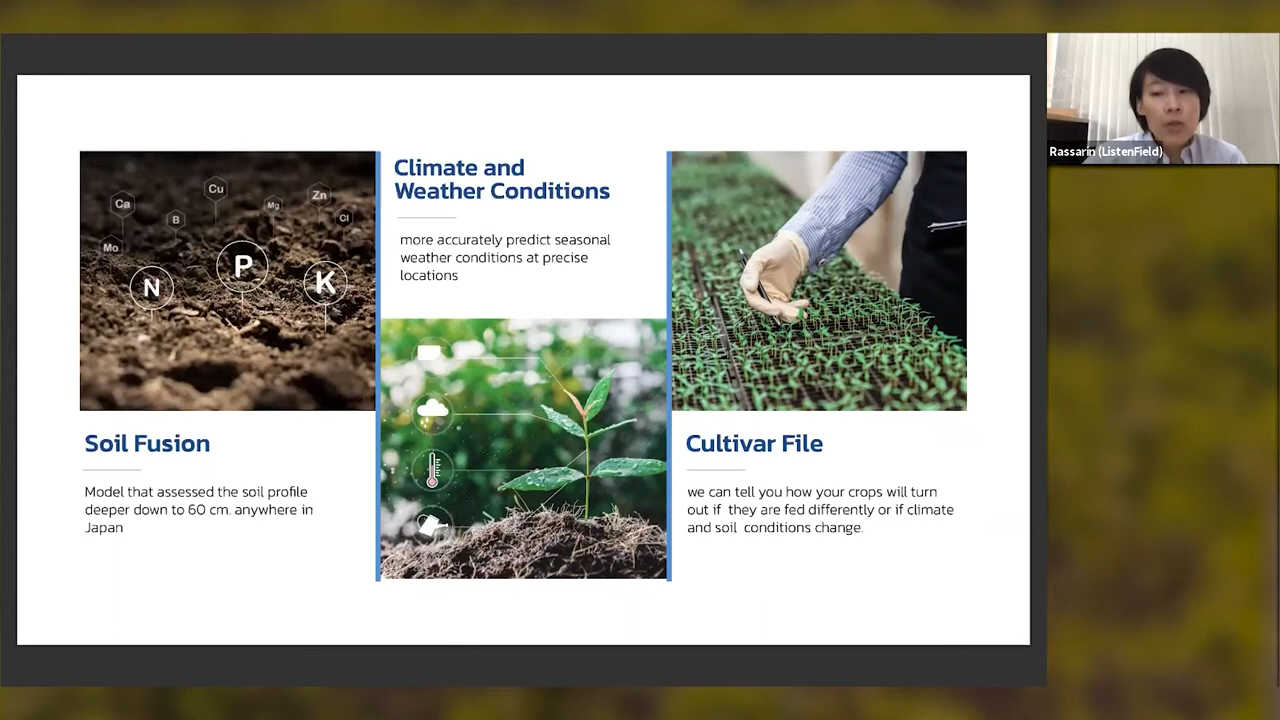 Ca
Cu
Zn
B
Mg
Cl
Mo
N
P
K
Soil Fusion
Model that assessed the soil profile
deeper down to 60 cm. anywhere in
Japan
Climate and
Weather Conditions
more accurately predict seasonal
weather conditions at precise
locations
Cultivar File
we can tell you how your crops will turn
out if they are fed differently or if climate
and soil conditions change.
Rassarin (ListenField)